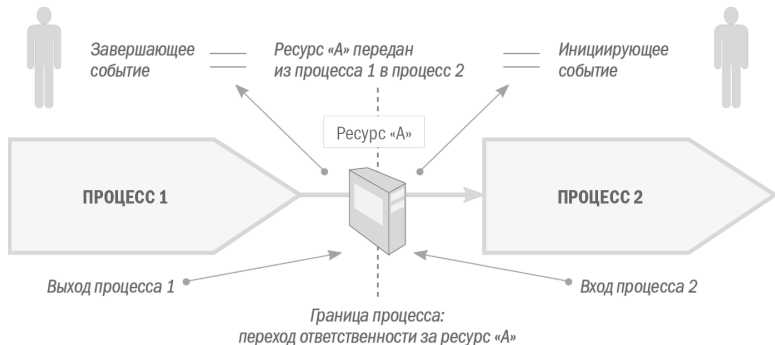 Завершающее
событие
Ресурс «А» передан
из процесса 1 в процесс 2
Инициирующее
событие
Ресурс «А»
ПРОЦЕСС 1
ПРОЦЕСС 2
Выход процесса 1
Вход процесса 2
Граница процесса:
переход ответственности за ресурс «А»